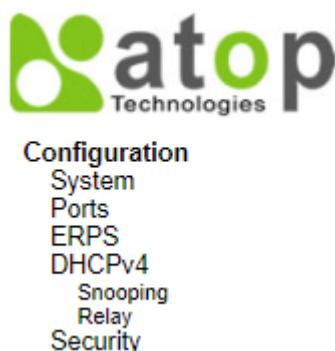 atop
Technologies
Configuration
System
Ports
ERPS
DHCPv4
Snooping
Relay
Security